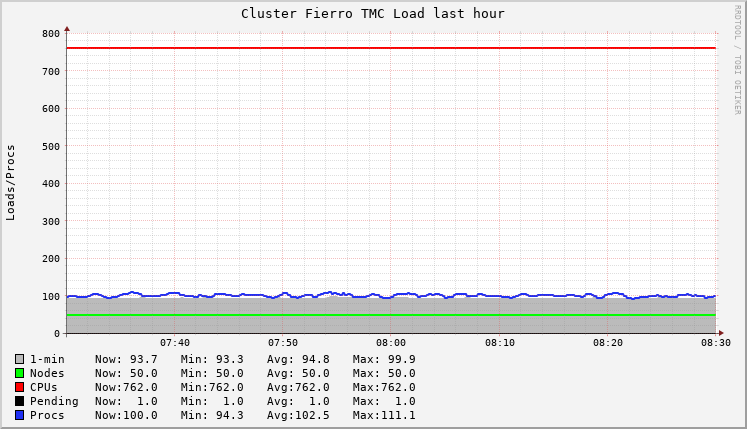 Cluster Fierro TMC Load last hour
RRDTOOL / TOBI OETIKER
Loads/Procs
800
700
600
500
400
300
200
100
0
07:40 07:50 08:00 08:10 08:20 08:30
1-min Now: 93.7 Min: 93.3 Avg: 94.8 Max: 99.9
Nodes Now: 50.0 Min: 50.0 Avg: 50.0 Max: 50.0
CPUs Now:762.0 Min:762.0 Avg:762.0 Max:762.0
Pending Now: 1.0 Min: 1.0 Avg: 1.0 Max: 1.0
Procs Now:100.0 Min: 94.3 Avg:102.5 Max:111.1